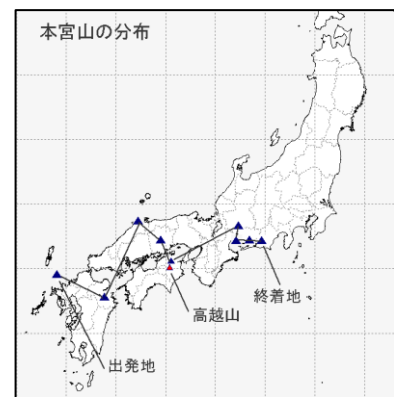 本宮山の分布
終着地
高越山
出発地